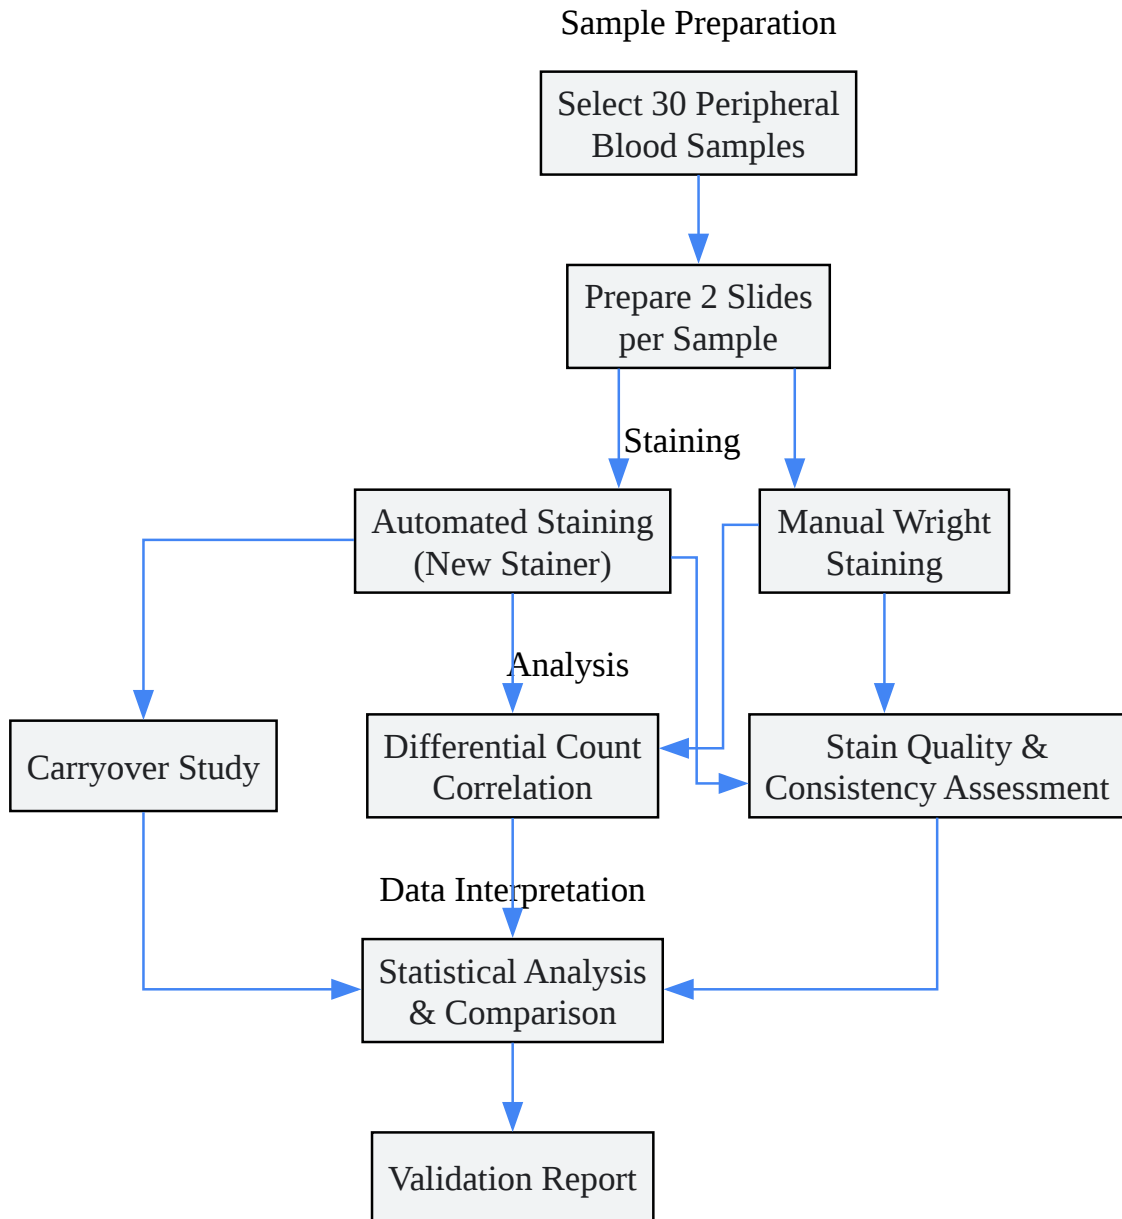 Sample Preparation
Select 30 Peripheral
Blood Samples
Prepare 2 Slides
per Sample
Staining
Automated Staining
(New Stainer)
Manual Wright
Staining
Analysis
Carryover Study
Differential Count
Correlation
Stain Quality &
Consistency Assessment
Data Interpretation
Statistical Analysis
& Comparison
Validation Report